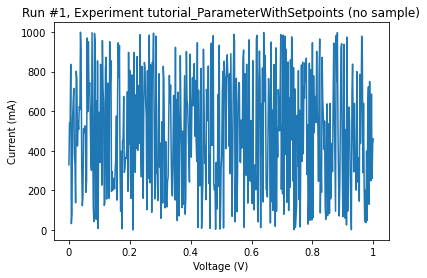 Run #1, Experiment tutorial_ParameterWithSetpoints (no sample)
1000
800
600
400
200
0
Current (mA)
0 0.2 0.4 0.6 0.8 1
Voltage (V)